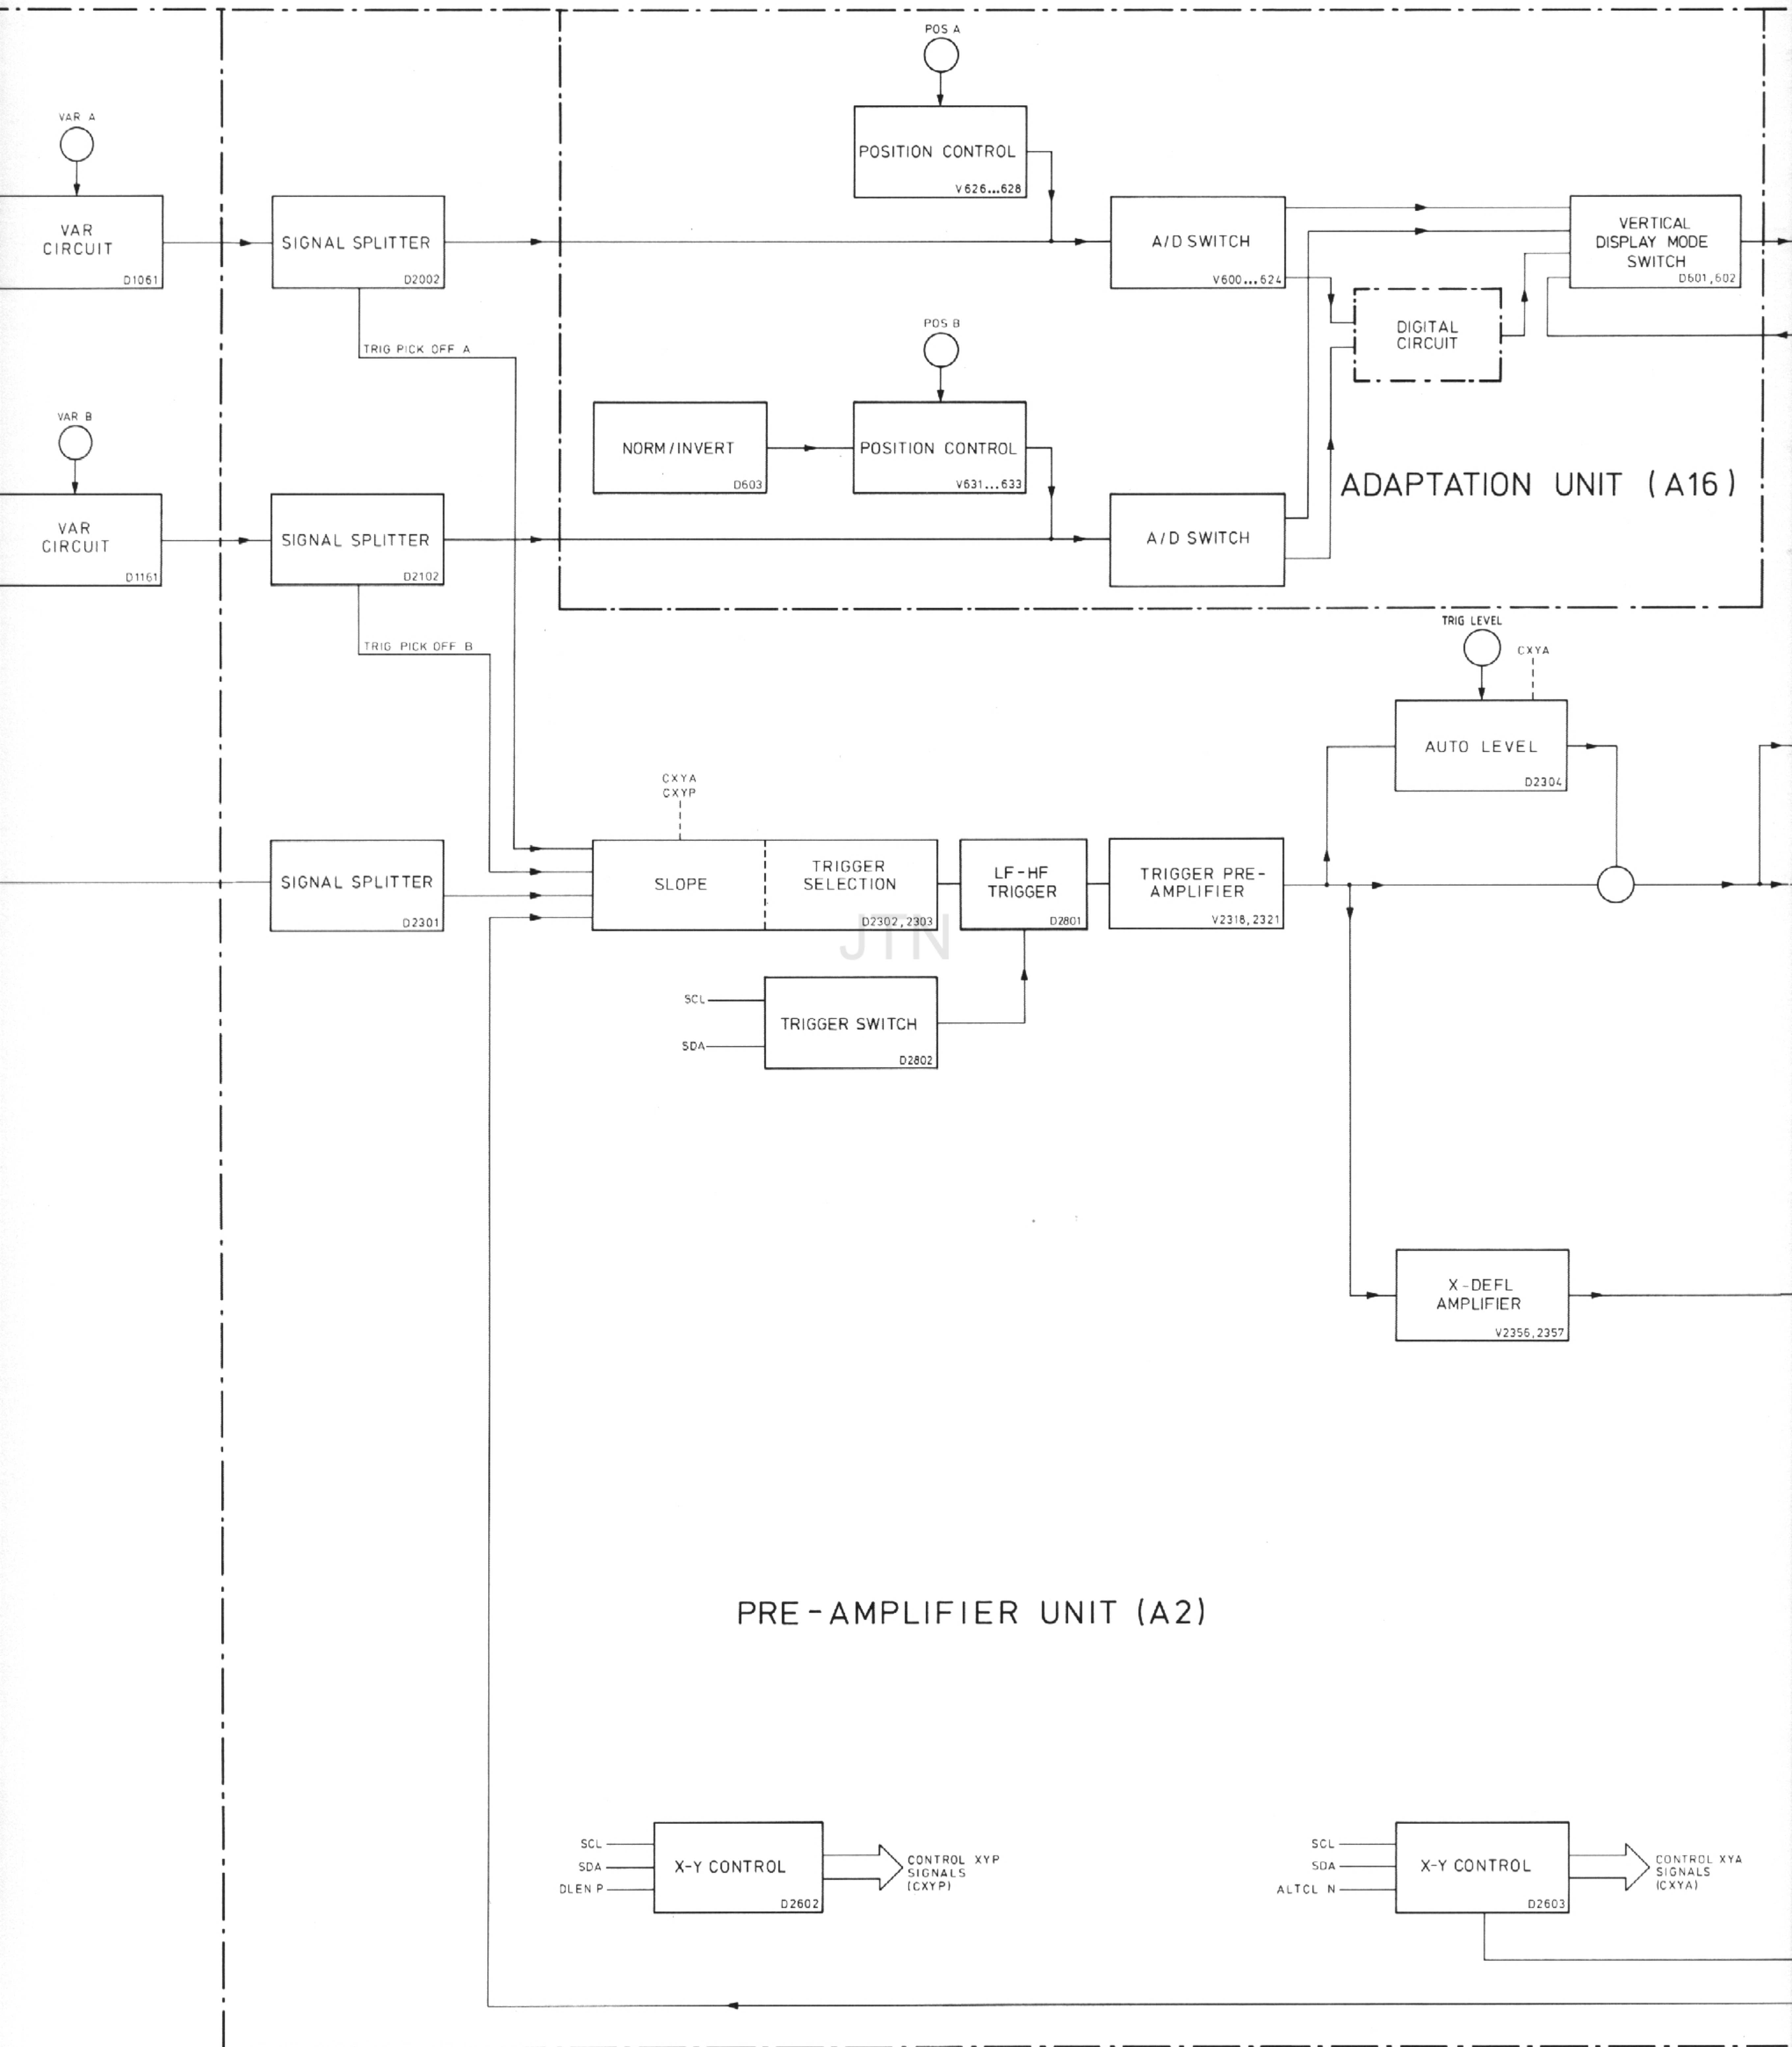 POS A
VAR A
POSITION CONTROL
V626...628
VAR
CIRCUIT
D1061
SIGNAL SPLITTER
D2002
A/D SWITCH
V600...624
VERTICAL
DISPLAY MODE
SWITCH
D601,602
TRIG PICK OFF A
POS B
DIGITAL
CIRCUIT
VAR B
NORM/INVERT
D603
POSITION CONTROL
V631...633
ADAPTATION UNIT (A16)
VAR
CIRCUIT
D1161
SIGNAL SPLITTER
D2102
A/D SWITCH
TRIG PICK OFF B
TRIG LEVEL
CXYA
AUTO LEVEL
D2304
CXYA
CXYP
SIGNAL SPLITTER
D2301
SLOPE
TRIGGER
SELECTION
D2302,2303
LF-HF
TRIGGER
D2801
TRIGGER PRE-
AMPLIFIER
V2318,2321
JTN
SCL
SDA
TRIGGER SWITCH
D2802
X-DEFL
AMPLIFIER
V2356,2357
PRE-AMPLIFIER UNIT (A2)
SCL
SDA
DLEN P
X-Y CONTROL
D2602
CONTROL XYP
SIGNALS
(CXYP)
SCL
SDA
ALTCL N
X-Y CONTROL
D2603
CONTROL XYA
SIGNALS
(CXYA)